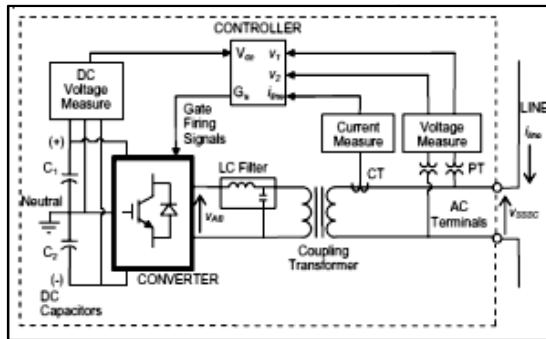 CONTROLLER
DC
Voltage
Measure
V_dc
v_1
v_2
G_s
i_line
Gate
Firing
Signals
Current
Measure
Voltage
Measure
LINE
i_line
(+)
C_1
Neutral
C_2
(-)
DC
Capacitors
LC Filter
v_AB
CONVERTER
CT
PT
Coupling
Transformer
AC
Terminals
v_SSSC